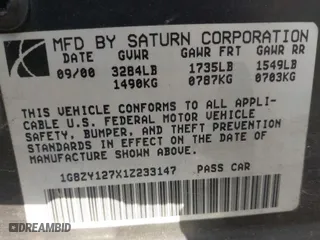 MFD BY SATURN CORPORATION
DATE GVWR GAWR FRT GAWR RR
09/00 3284LB 1735LB 1549LB
1490KG 0787KG 0703KG
THIS VEHICLE CONFORMS TO ALL APPLI-
CABLE U.S. FEDERAL MOTOR VEHICLE
SAFETY, BUMPER, AND THEFT PREVENTION
STANDARDS IN EFFECT ON THE DATE OF
MANUFACTURE SHOWN ABOVE.
1G8ZY127X1Z233147 PASS CAR
DREAMBID
dreambid.com